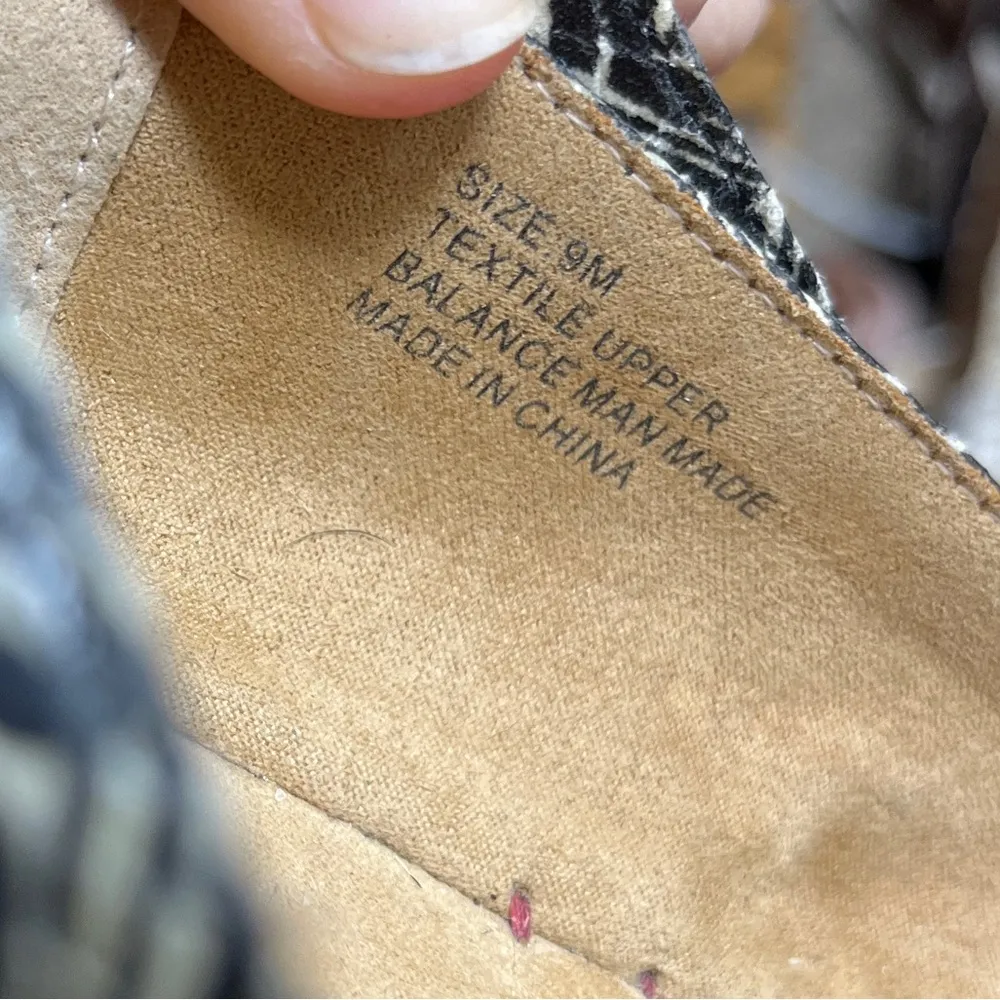 SIZE:9M
TEXTILE UPPER
BALANCE MAN MADE
MADE IN CHINA